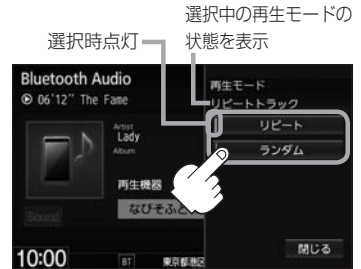 選択中の再生モードの
状態を表示
選択時点灯
Bluetooth Audio
06'12" The Fame
Artist
Lady
Album
再生機器
なびそふと
Sound
10:00
BT
東京都港区
再生モード
リピートトラック
リピート
ランダム
閉じる